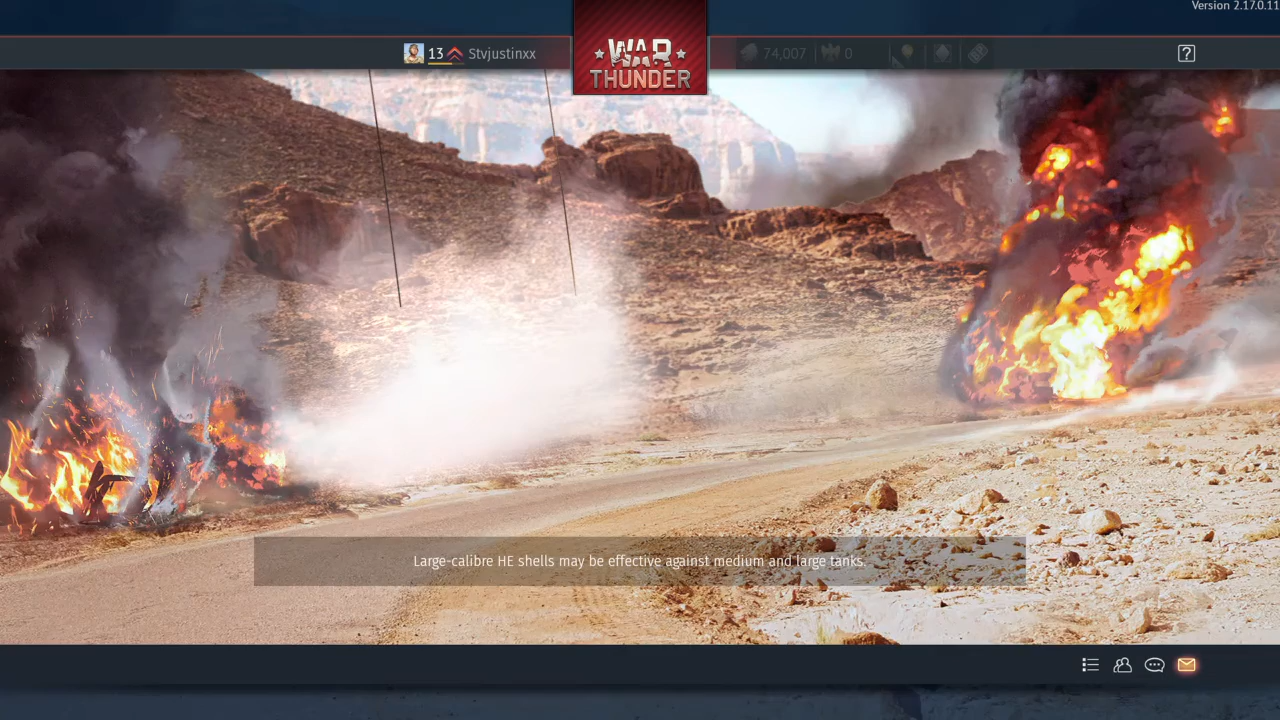 Version 2.17.0.11
13 Stvjustinxx
WAR
THUNDER
74,007
0
?
Large-calibre HE shells may be effective against medium and large tanks.